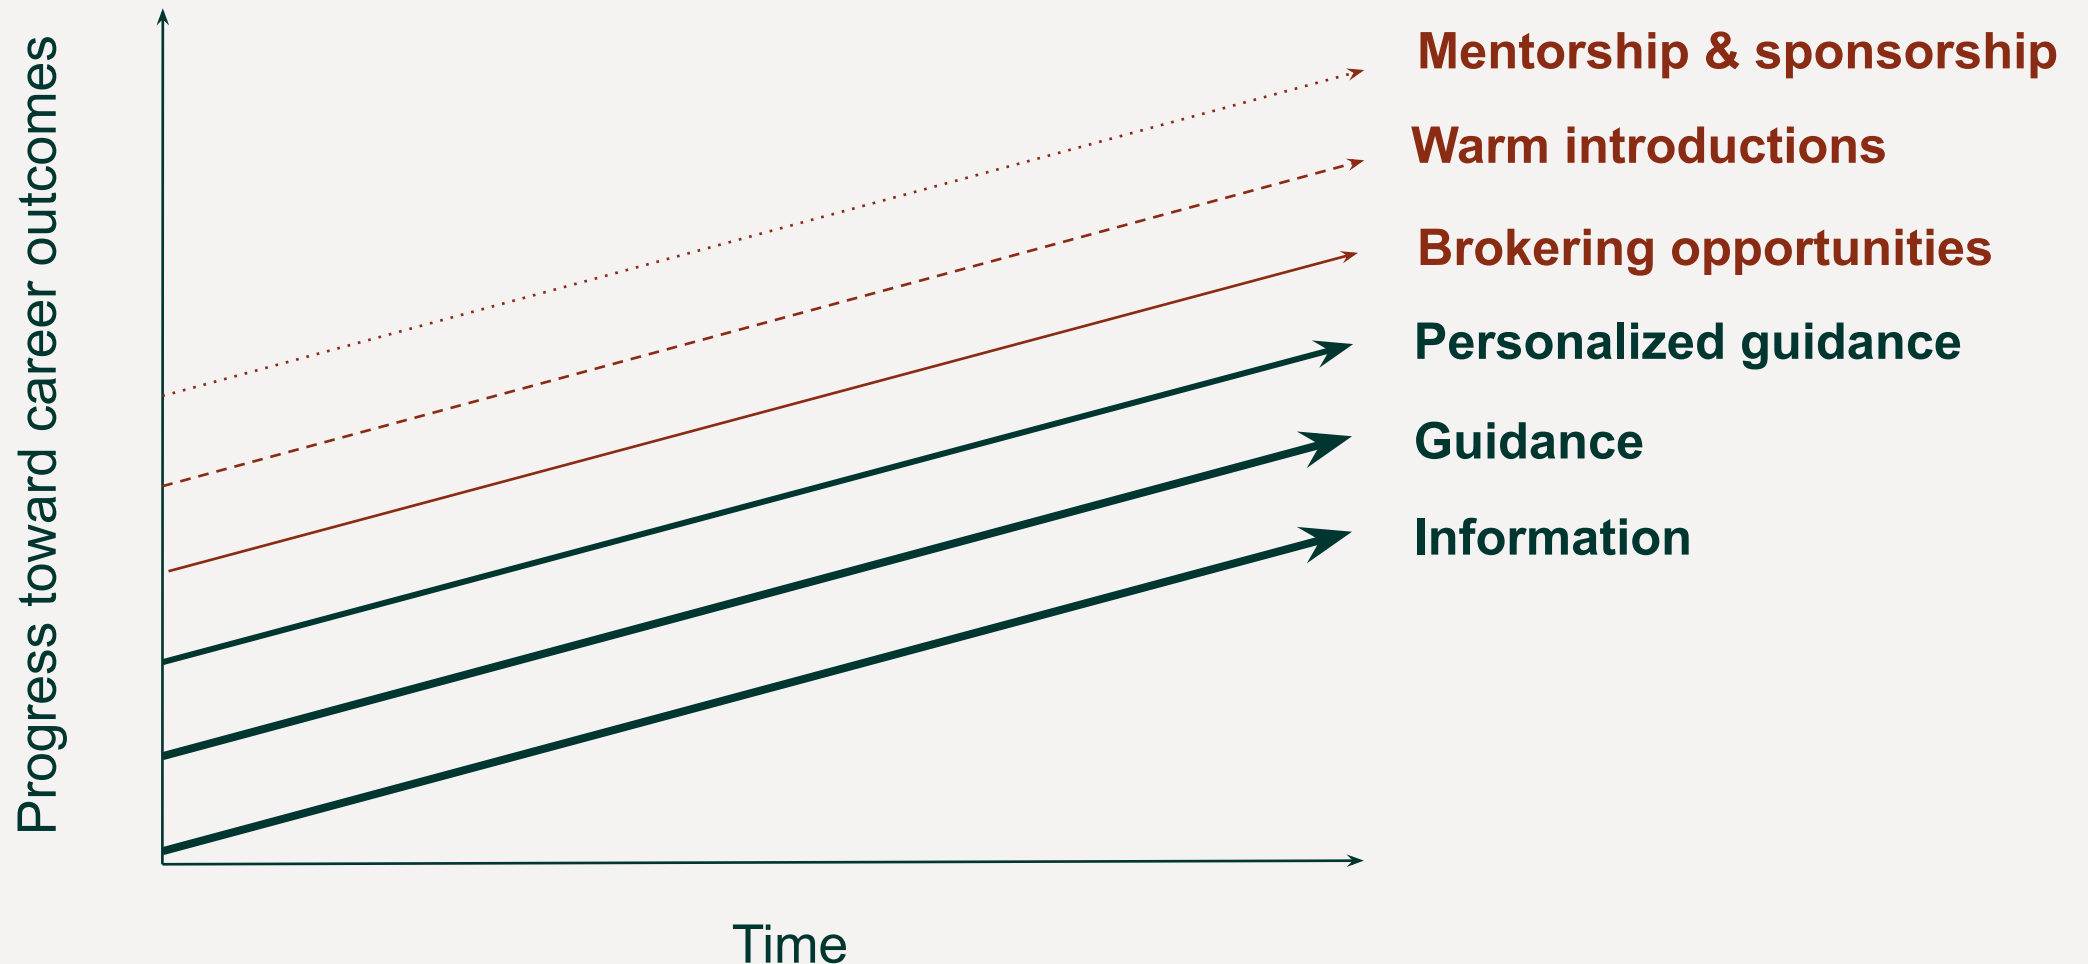 Progress toward career outcomes
Mentorship & sponsorship
Warm introductions
Brokering opportunities
Personalized guidance
Guidance
Information
Time